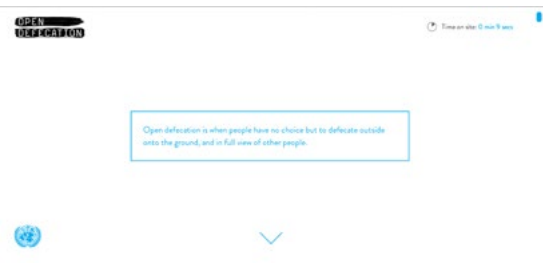 OPEN
DEFECATION
Time on site: 0 min 9 secs
Open defecation is when people have no choice but to defecate outside
onto the ground, and in full view of other people.